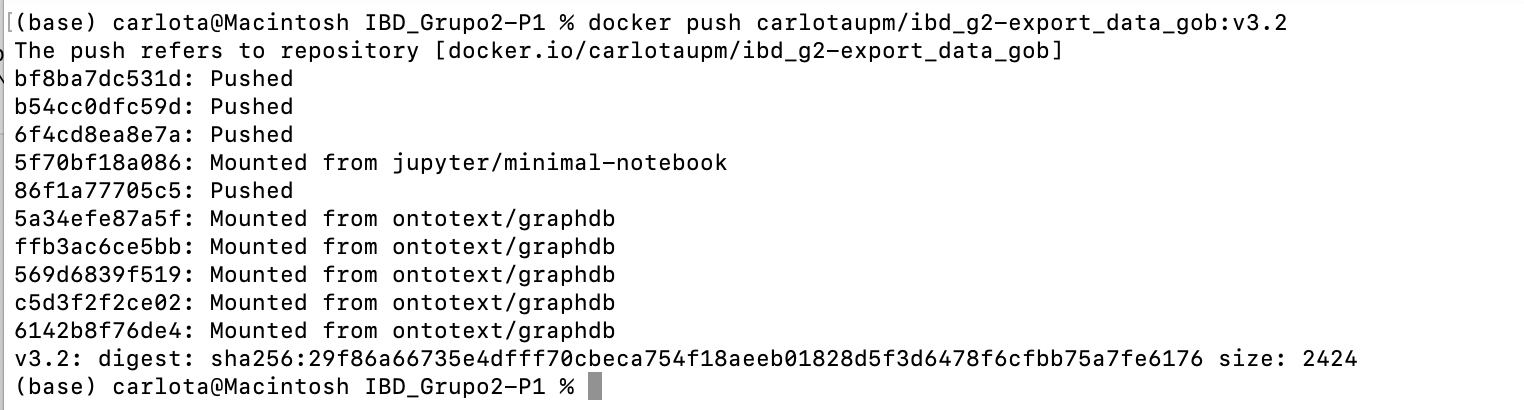 (base) carlota@Macintosh IBD_Grupo2-P1 % docker push carlotaupm/ibd_g2-export_data_gob:v3.2
The push refers to repository [docker.io/carlotaupm/ibd_g2-export_data_gob]
bf8ba7dc531d: Pushed
b54cc0dfc59d: Pushed
6f4cd8ea8e7a: Pushed
5f70bf18a086: Mounted from jupyter/minimal-notebook
86f1a77705c5: Pushed
5a34efe87a5f: Mounted from ontotext/graphdb
ffb3ac6ce5bb: Mounted from ontotext/graphdb
569d6839f519: Mounted from ontotext/graphdb
c5d3f2f2ce02: Mounted from ontotext/graphdb
6142b8f76de4: Mounted from ontotext/graphdb
v3.2: digest: sha256:29f86a66735e4dfff70cbeca754f18aeeb01828d5f3d6478f6cfbb75a7fe6176 size: 2424
(base) carlota@Macintosh IBD_Grupo2-P1 %